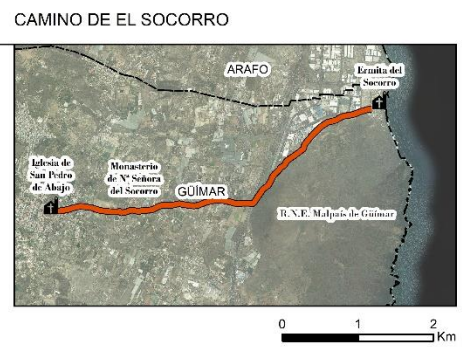 CAMINO DE EL SOCORRO
ARAFO
Ermita del
Socorro
Iglesia de
San Pedro
de Abajo
Monasterio
de Nª Señora
del Socorro
GÜÍMAR
R.N.E. Malpaís de Güímar
0 1 2
Km